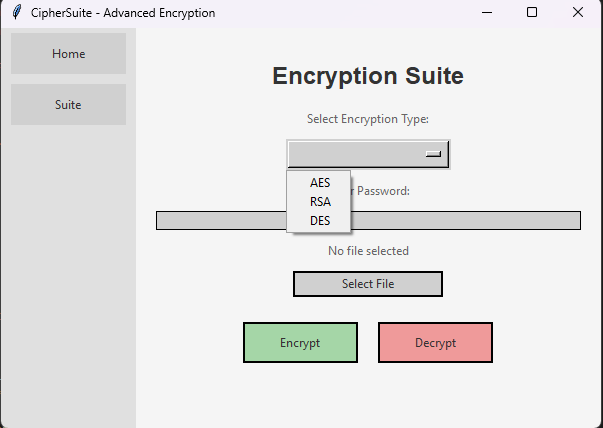 CipherSuite - Advanced Encryption
Home
Suite
Encryption Suite
Select Encryption Type:
AES
RSA
DES
Password:
No file selected
Select File
Encrypt
Decrypt